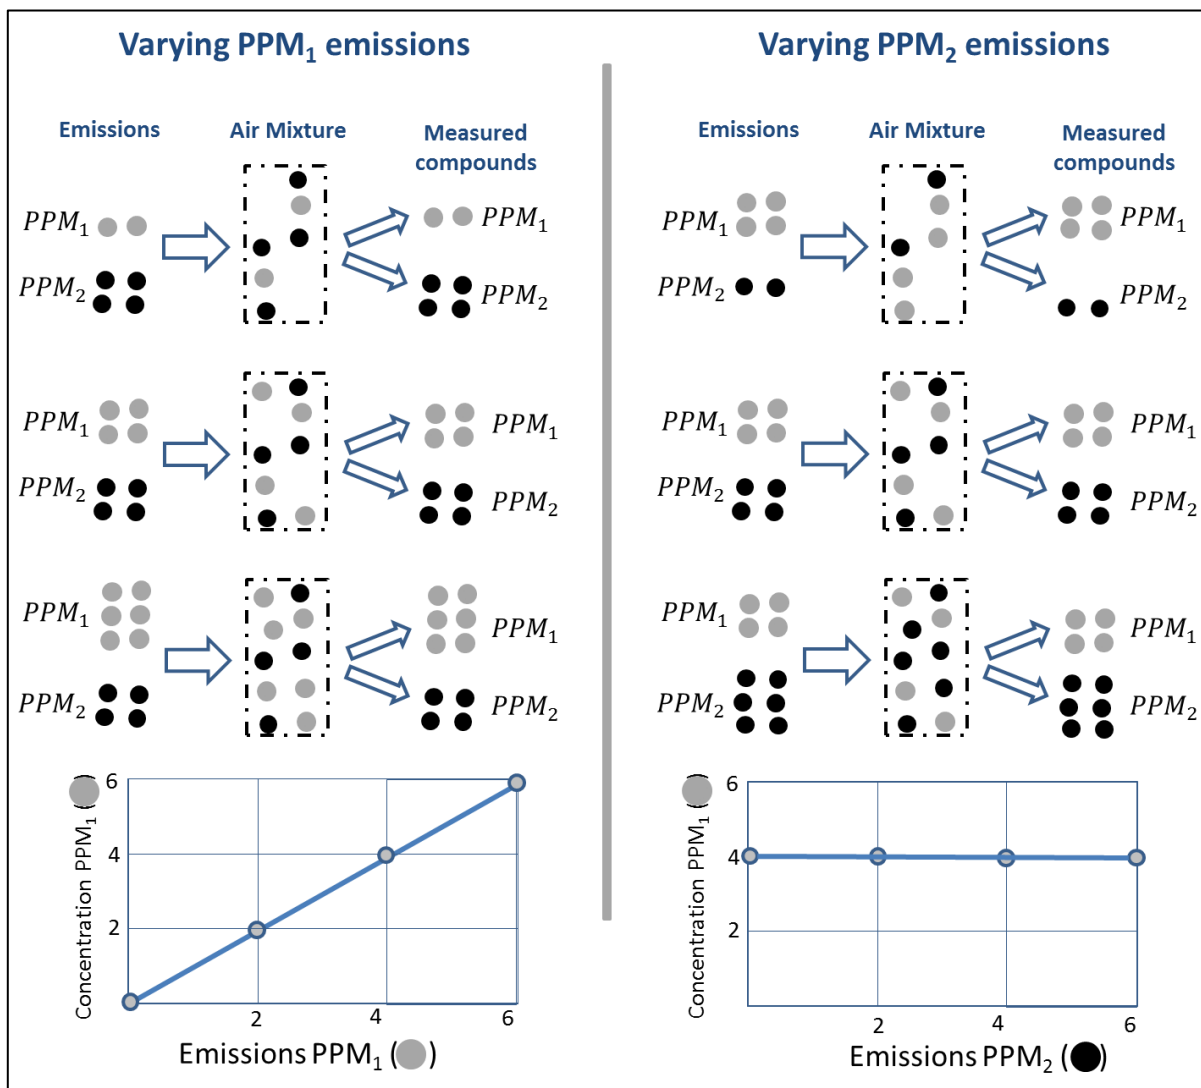 Varying PPM₁ emissions
Emissions
Air Mixture
Measured
compounds
PPM₁
PPM₁
PPM₂
PPM₂
PPM₁
PPM₁
PPM₂
PPM₂
PPM₁
PPM₁
PPM₂
PPM₂
Concentration PPM₁ ( )
6
4
2
2
4
6
Emissions PPM₁ ( )
Varying PPM₂ emissions
Emissions
Air Mixture
Measured
compounds
PPM₁
PPM₁
PPM₂
PPM₂
PPM₁
PPM₁
PPM₂
PPM₂
PPM₁
PPM₁
PPM₂
PPM₂
Concentration PPM₁ ( )
6
4
2
2
4
6
Emissions PPM₂ ( )